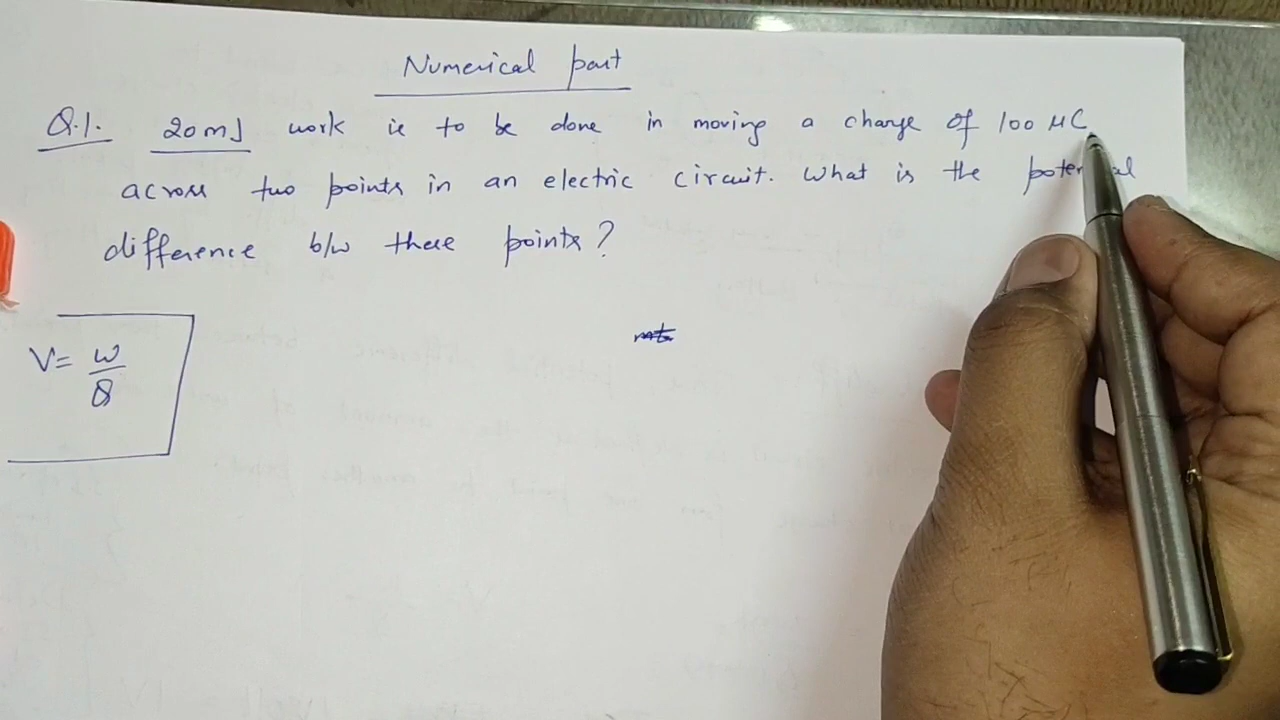 Numerical part
Q.1. 20mJ work is to be done in moving a charge of 100 μC
across two points in an electric circuit. What is the
difference b/w these points?
V= W
Q